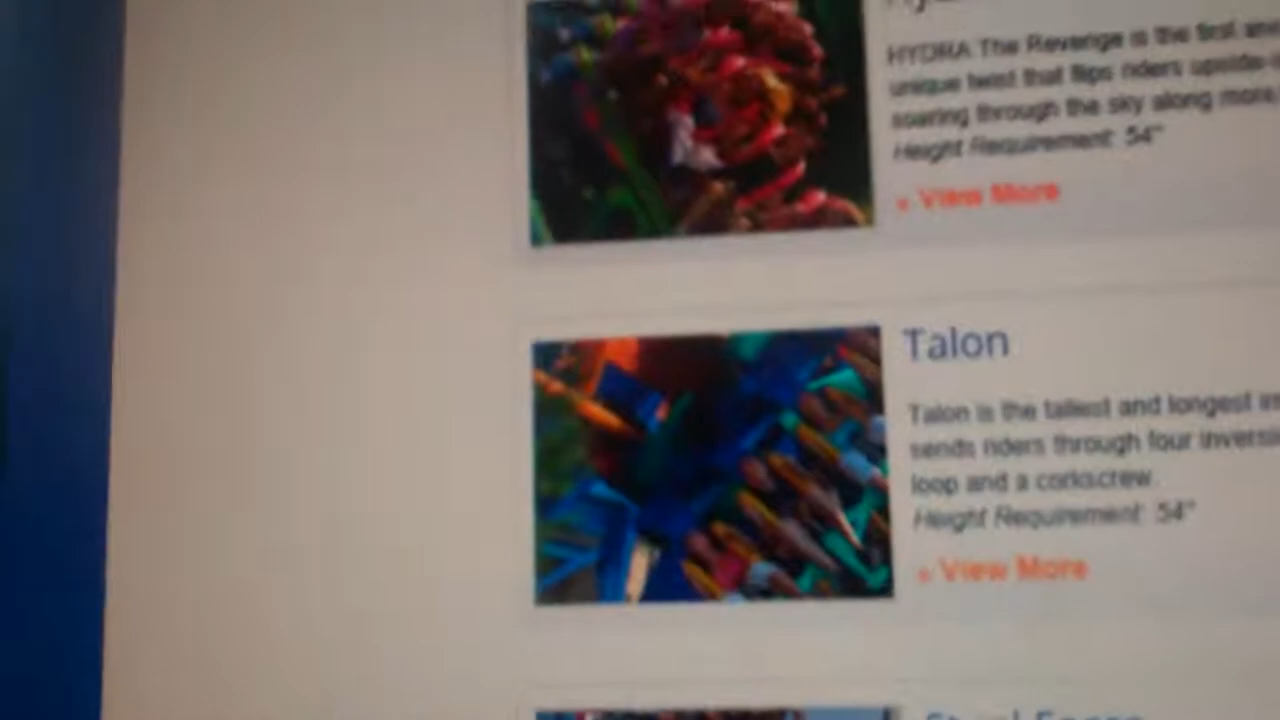 HYDRA The Revenge is the first
unique twist that flips riders
soaring through the sky along more
Height Requirement: 54"
» View More
Talon
Talon is the tallest and longest
sends riders through four
loop and a corkscrew.
Height Requirement: 54"
» View More
Steel Force